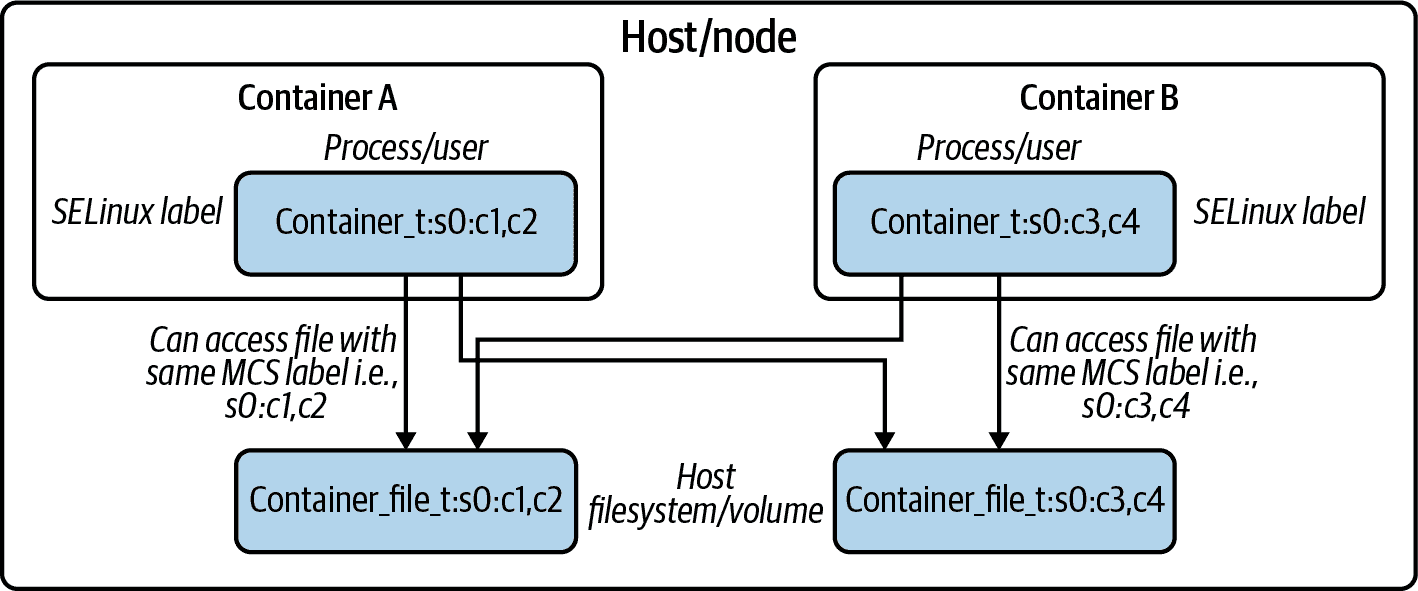 Host/node
Container A
Process/user
SELinux label
Container_t:s0:c1,c2
Container B
Process/user
Container_t:s0:c3,c4
SELinux label
Can access file with
same MCS label i.e.,
s0:c1,c2
Can access file with
same MCS label i.e.,
s0:c3,c4
Container_file_t:s0:c1,c2
Host
filesystem/volume
Container_file_t:s0:c3,c4